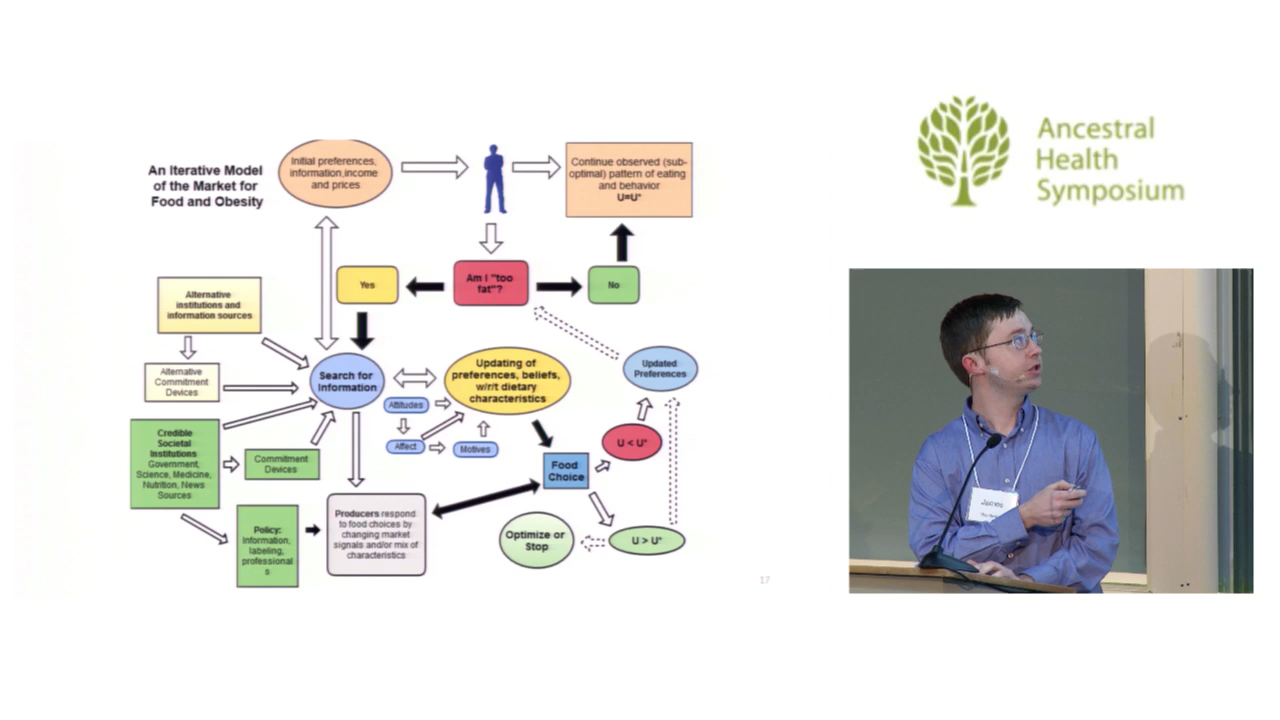 An Iterative Model
of the Market for
Food and Obesity
Initial preferences,
information,income
and prices
Continue observed (sub-
optimal) pattern of eating
and behavior
U=U*
Yes
Am I "too
fat"?
No
Alternative
institutions and
information sources
Alternative
Commitment
Devices
Search for
Information
Updating of
preferences, beliefs,
w/r/t dietary
characteristics
Updated
Preferences
Attitudes
Affect
Motives
Credible
Societal
Institutions
Government,
Science, Medicine,
Nutrition, News
Sources
Commitment
Devices
U < U*
Food
Choice
Policy:
Information,
labeling,
professional
s
Producers respond
to food choices by
changing market
signals and/or mix of
characteristics
Optimize or
Stop
U > U*
17
Ancestral
Health
Symposium
James